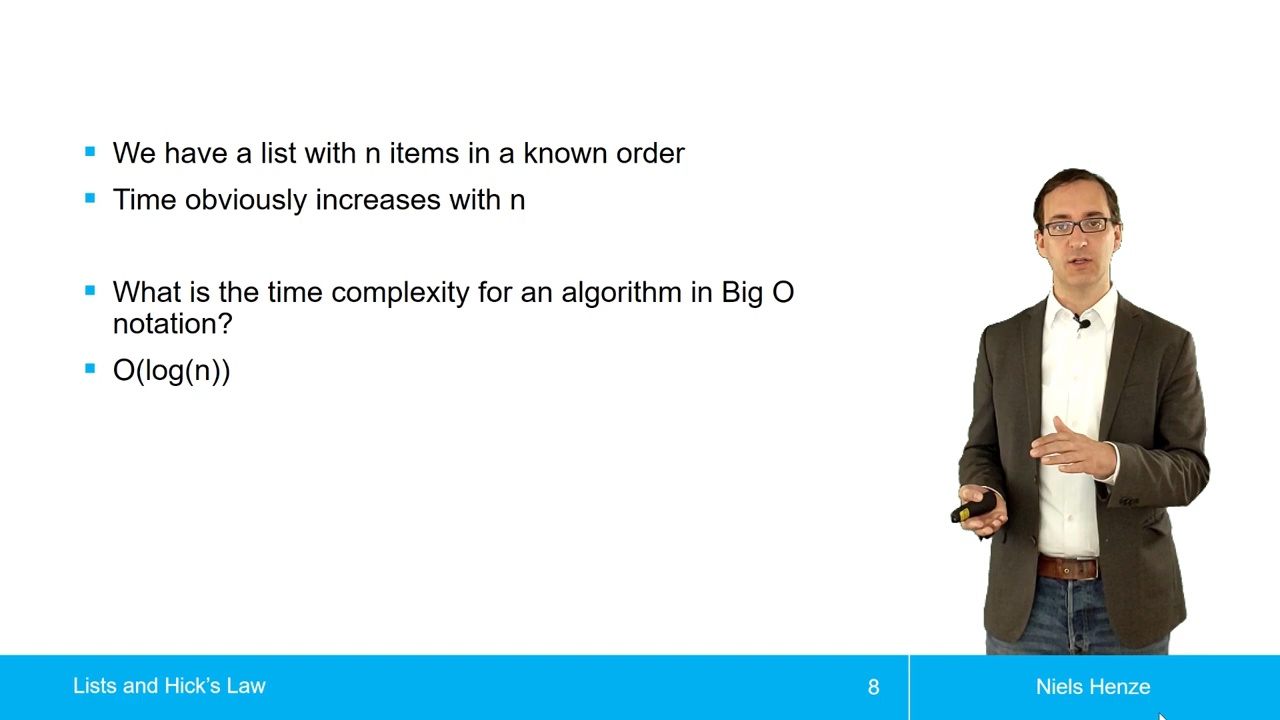 We have a list with n items in a known order
Time obviously increases with n
What is the time complexity for an algorithm in Big O
notation?
O(log(n))
Lists and Hick’s Law
8
Niels Henze